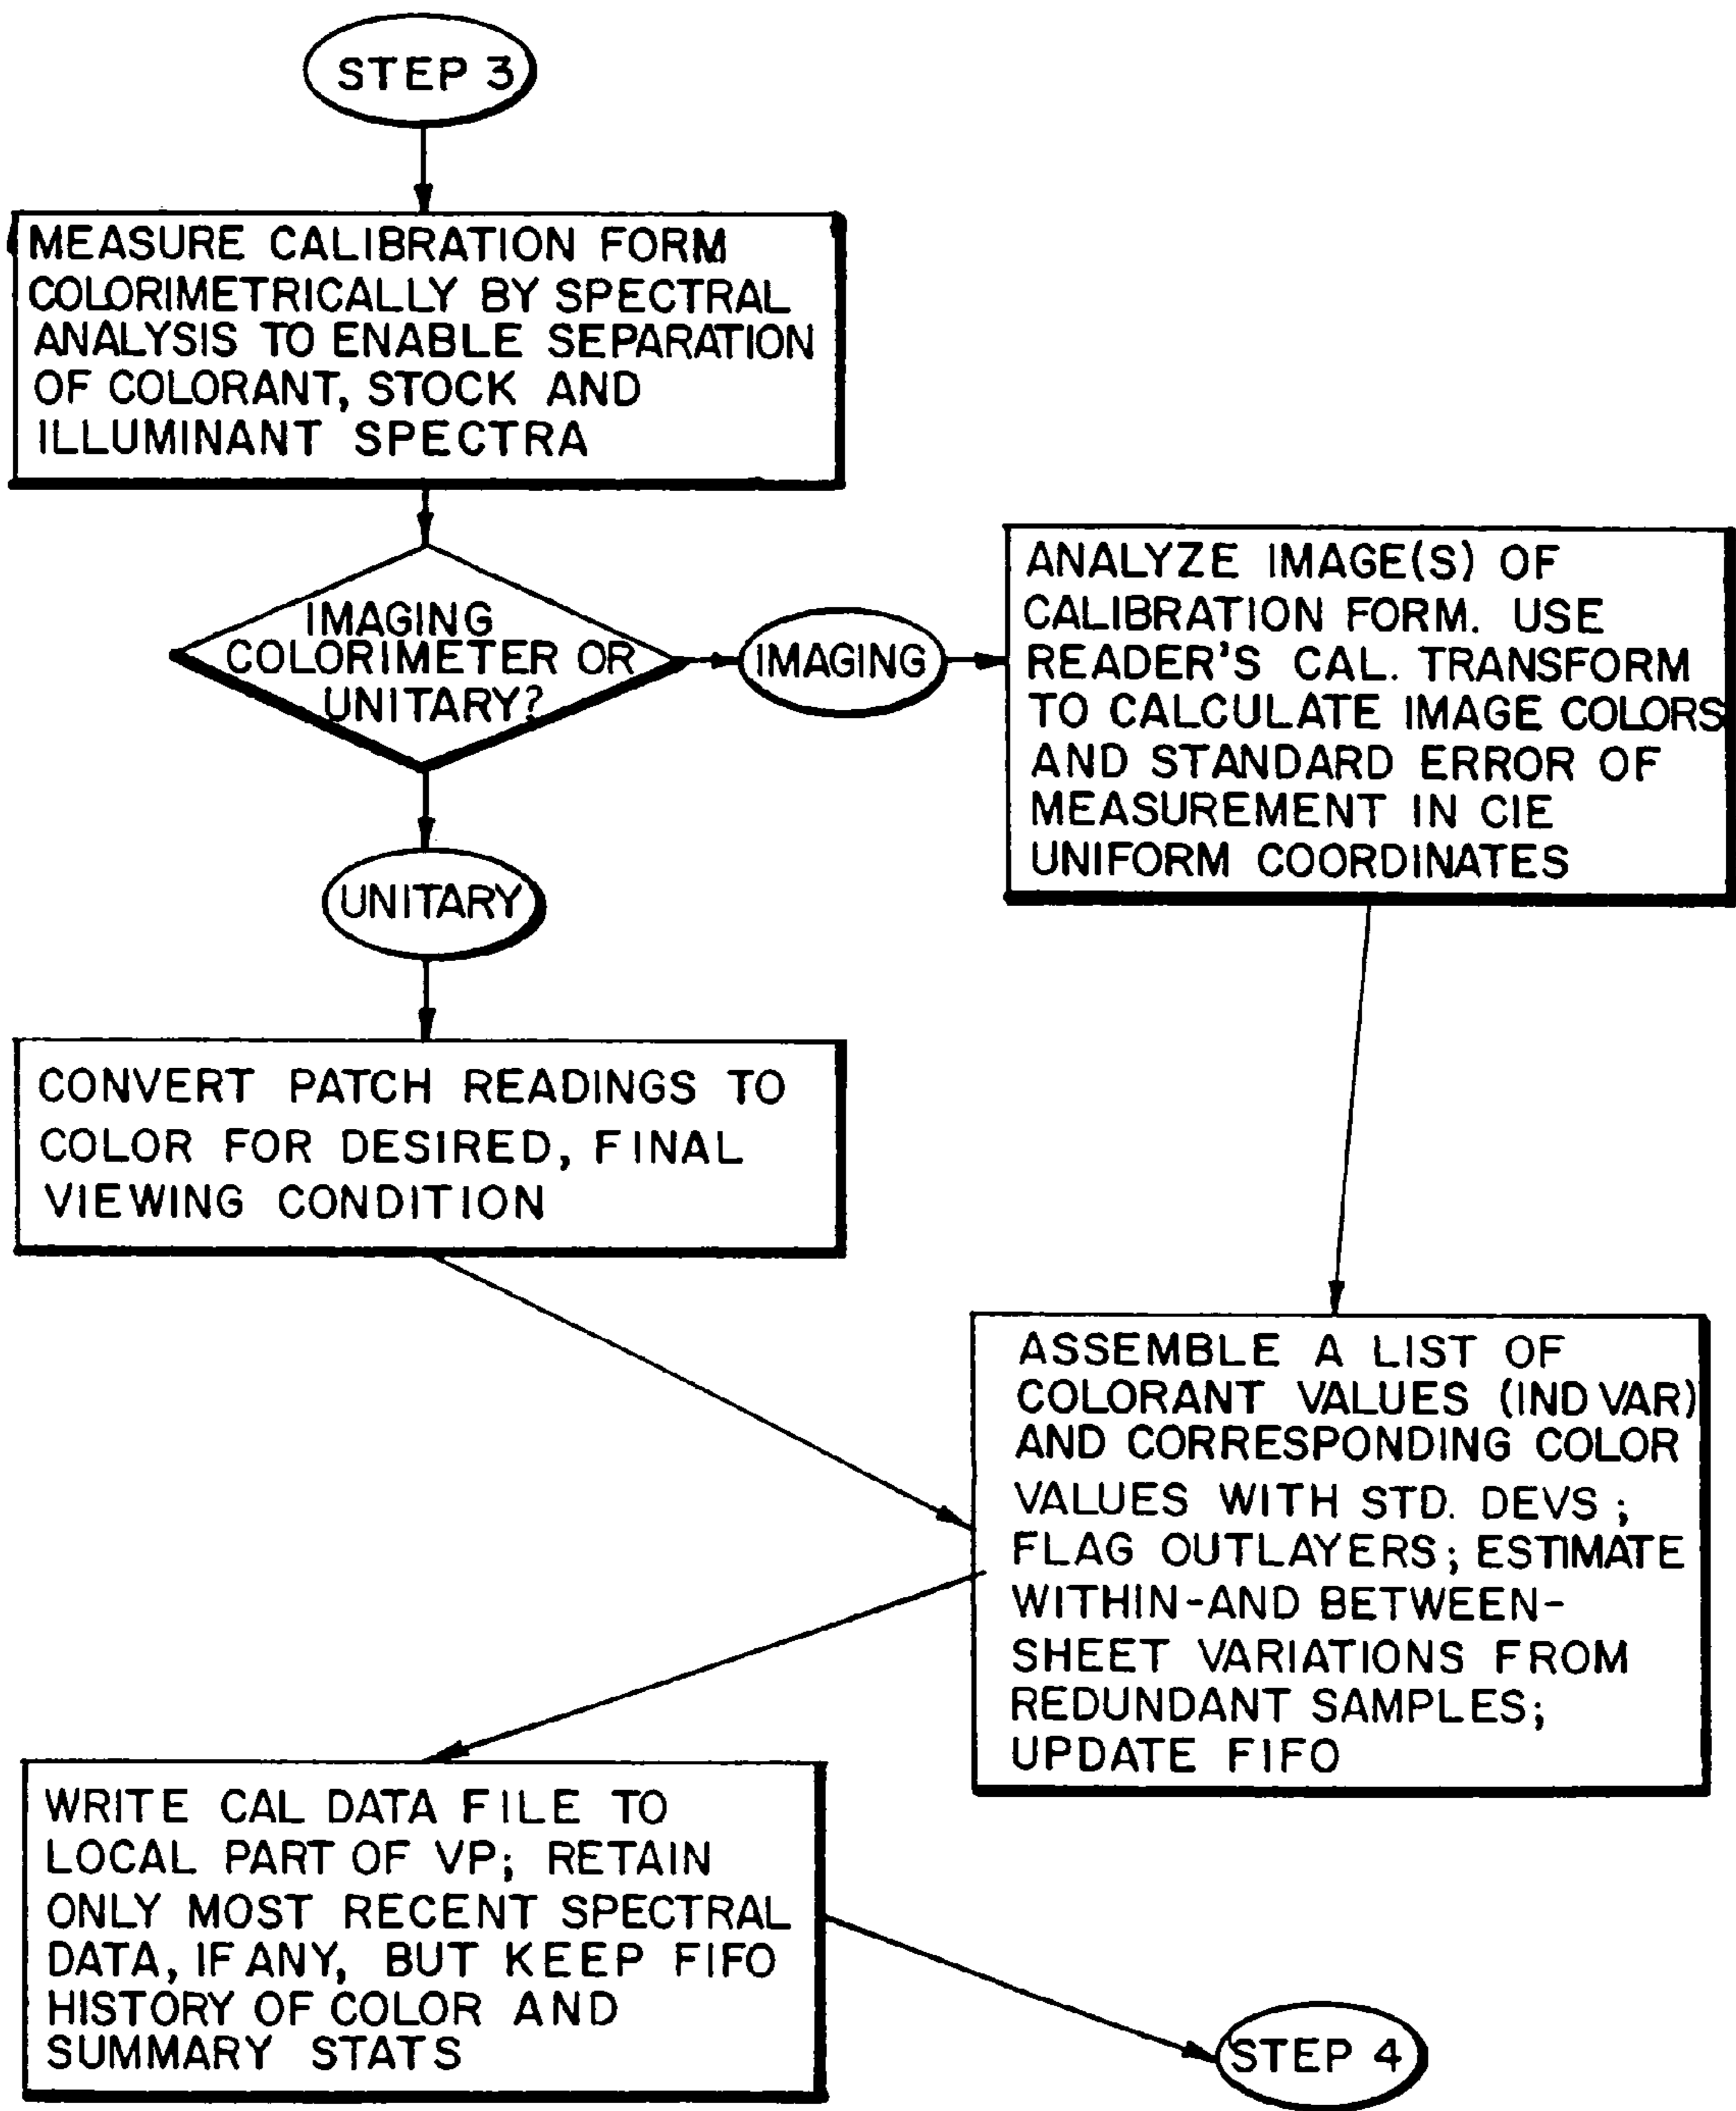 STEP 3
MEASURE CALIBRATION FORM
COLORIMETRICALLY BY SPECTRAL
ANALYSIS TO ENABLE SEPARATION
OF COLORANT, STOCK AND
ILLUMINANT SPECTRA
IMAGING
COLORIMETER OR
UNITARY?
IMAGING
ANALYZE IMAGE(S) OF
CALIBRATION FORM. USE
READER'S CAL. TRANSFORM
TO CALCULATE IMAGE COLORS
AND STANDARD ERROR OF
MEASUREMENT IN CIE
UNIFORM COORDINATES
UNITARY
CONVERT PATCH READINGS TO
COLOR FOR DESIRED, FINAL
VIEWING CONDITION
ASSEMBLE A LIST OF
COLORANT VALUES (IND VAR)
AND CORRESPONDING COLOR
VALUES WITH STD. DEVS;
FLAG OUTLAYERS; ESTIMATE
WITHIN-AND BETWEEN-
SHEET VARIATIONS FROM
REDUNDANT SAMPLES;
UPDATE FIFO
WRITE CAL DATA FILE TO
LOCAL PART OF VP; RETAIN
ONLY MOST RECENT SPECTRAL
DATA, IF ANY, BUT KEEP FIFO
HISTORY OF COLOR AND
SUMMARY STATS
STEP 4